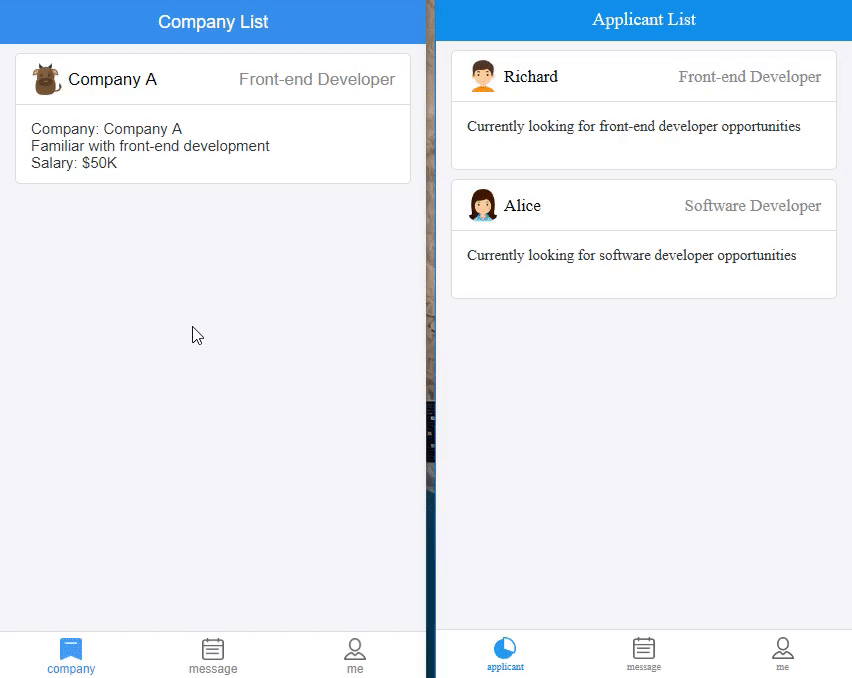 Company List
Company A
Front-end Developer
Company: Company A
Familiar with front-end development
Salary: $50K
company
message
me
Applicant List
Richard
Front-end Developer
Currently looking for front-end developer opportunities
Alice
Software Developer
Currently looking for software developer opportunities
applicant
message
me